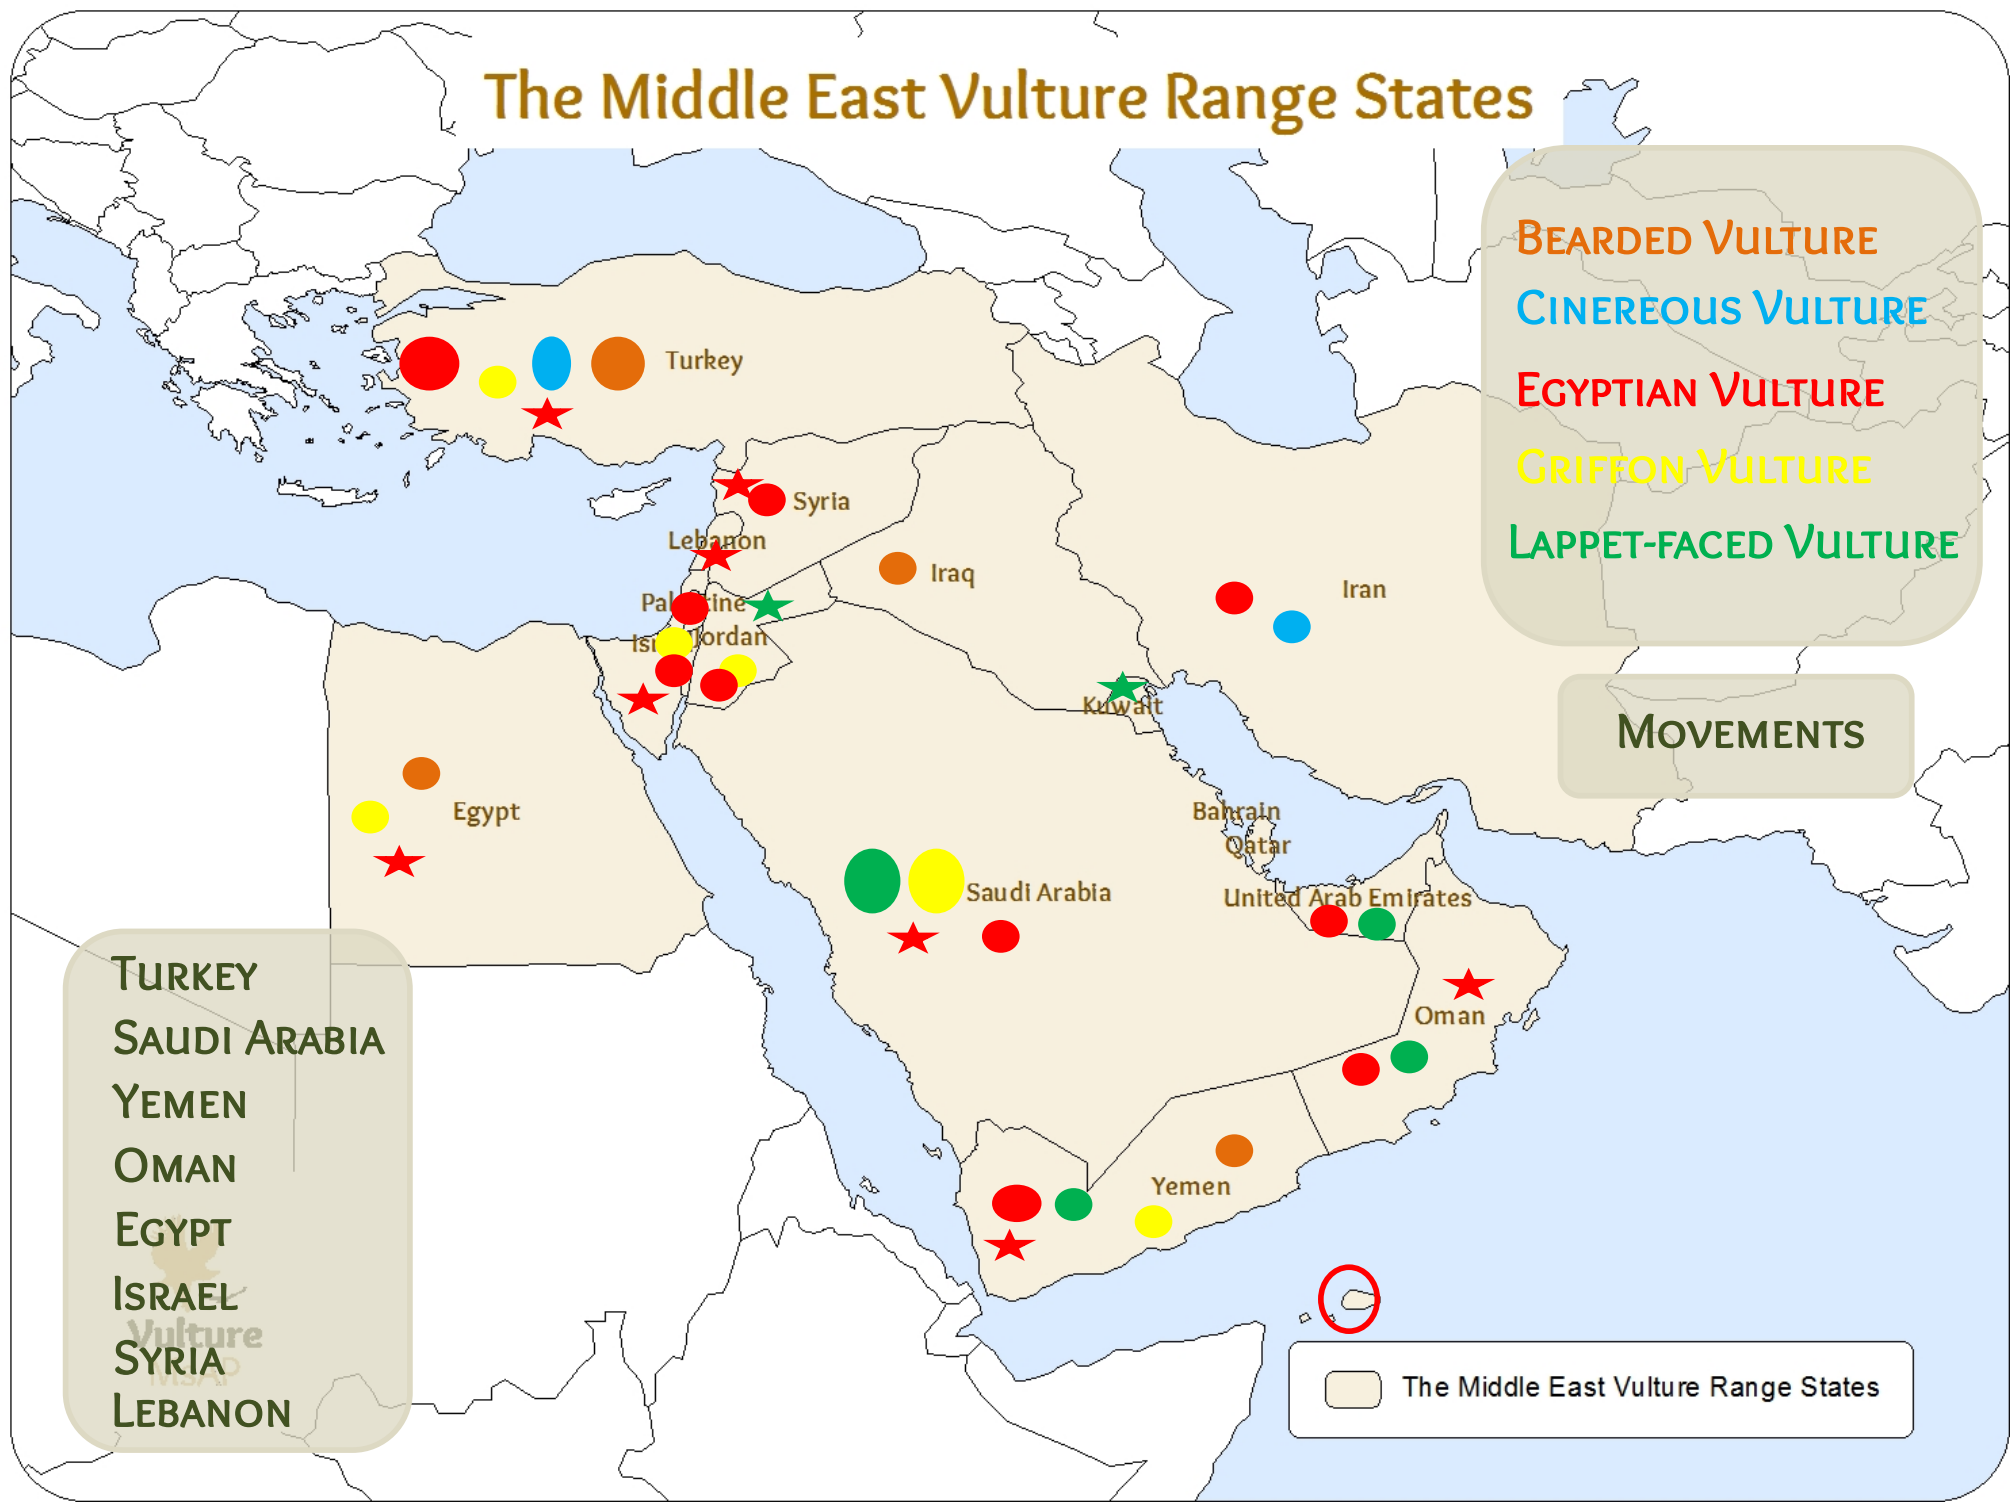 The Middle East Vulture Range States
Bearded Vulture
Cinereous Vulture
Egyptian Vulture
Griffon Vulture
Lappet-faced Vulture
Movements
Turkey
Syria
Lebanon
Iraq
Iran
Jordan
Kuwait
Egypt
Bahrain
Qatar
Saudi Arabia
United Arab Emirates
Oman
Yemen
Turkey
Saudi Arabia
Yemen
Oman
Egypt
Israel
Vulture
Syria
MsAP
Lebanon
The Middle East Vulture Range States